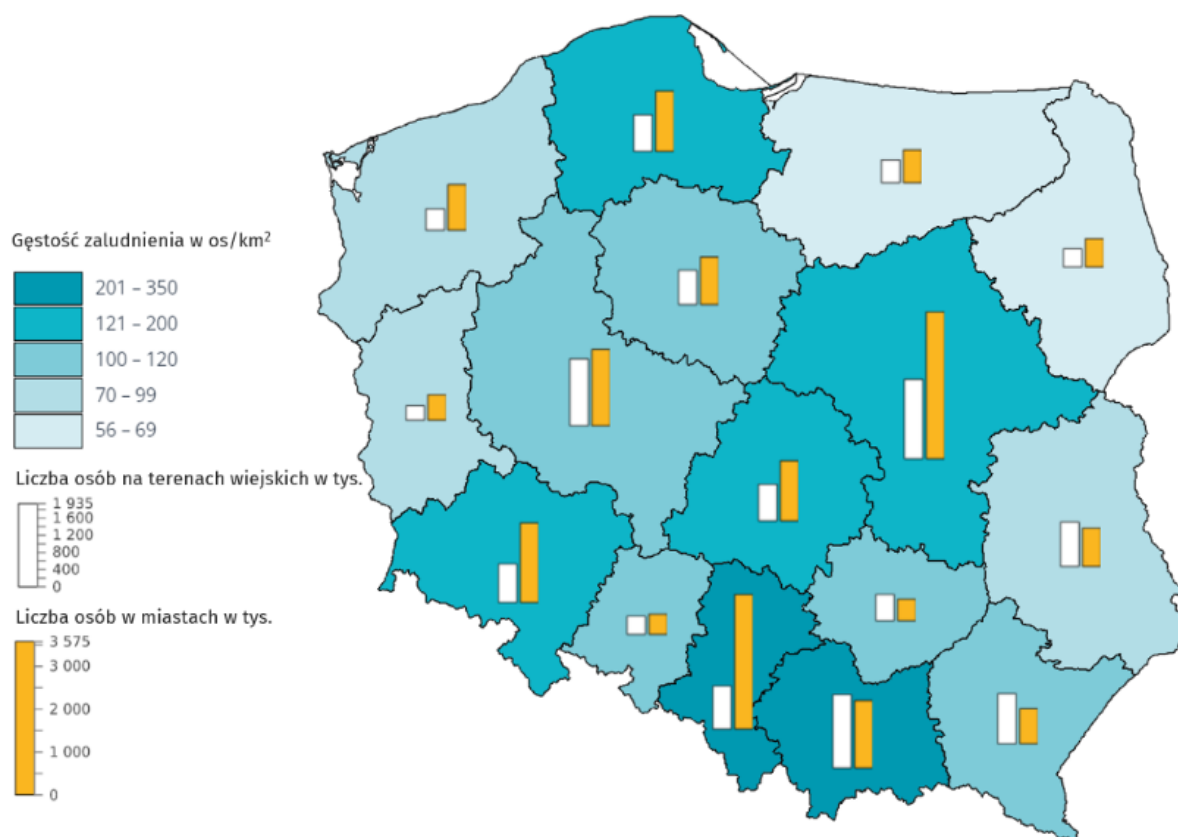 Gęstość zaludnienia w os/km²
201 – 350
121 – 200
100 – 120
70 – 99
56 – 69
Liczba osób na terenach wiejskich w tys.
1 935
1 600
1 200
800
400
0
Liczba osób w miastach w tys.
3 575
3 000
2 000
1 000
0